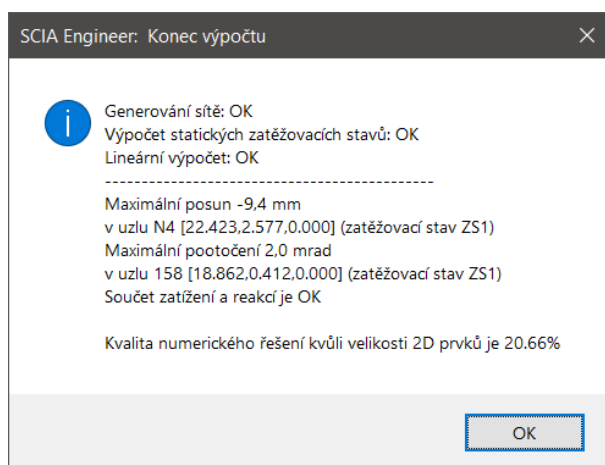 SCIA Engineer: Konec výpočtu
Generování sítě: OK
Výpočet statických zatěžovacích stavů: OK
Lineární výpočet: OK
---------------------------------------------
Maximální posun -9,4 mm
v uzlu N4 [22.423,2.577,0.000] (zatěžovací stav ZS1)
Maximální pootočení 2,0 mrad
v uzlu 158 [18.862,0.412,0.000] (zatěžovací stav ZS1)
Součet zatížení a reakcí je OK
Kvalita numerického řešení kvůli velikosti 2D prvků je 20.66%
OK